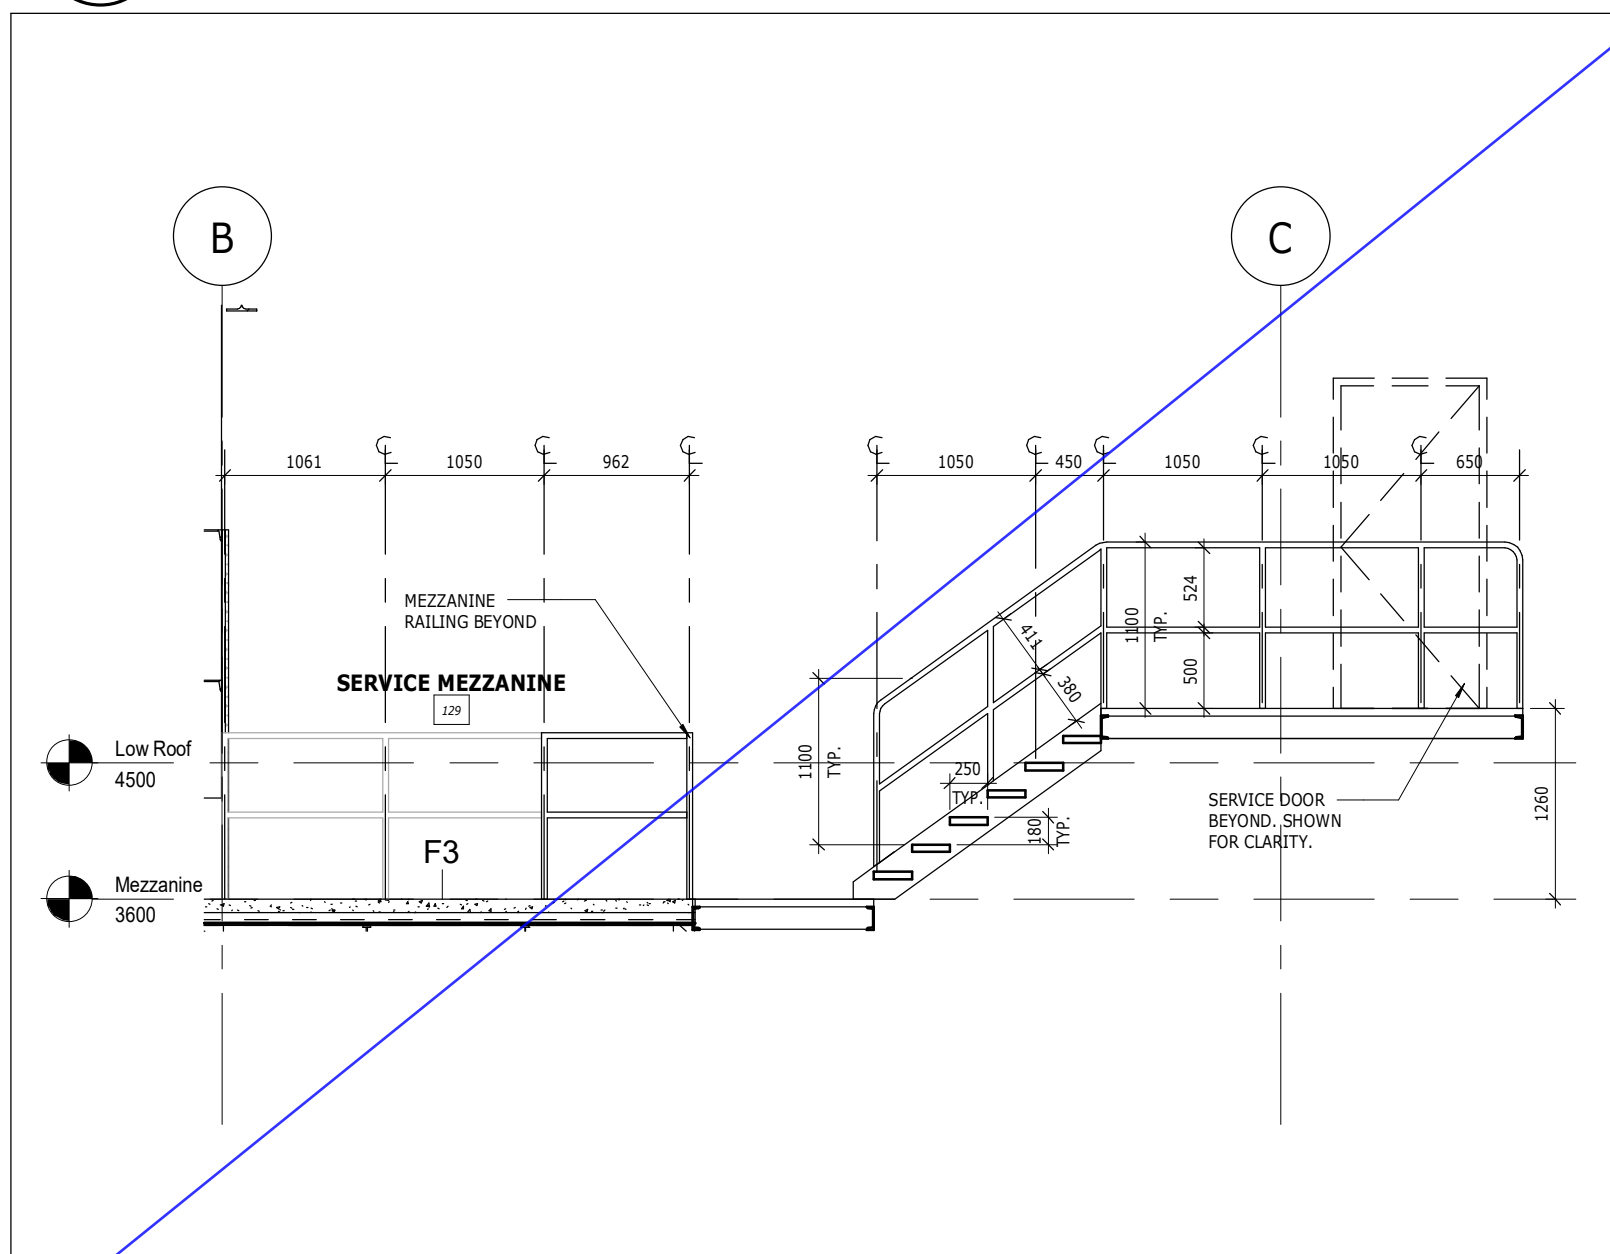 B
C
1061
1050
962
1050
450
1050
1050
650
MEZZANINE
RAILING BEYOND
SERVICE MEZZANINE
129
411
380
1100
TYP.
524
500
Low Roof
4500
1100
TYP.
250
TYP.
180
TYP.
SERVICE DOOR
BEYOND. SHOWN
FOR CLARITY.
1260
F3
Mezzanine
3600